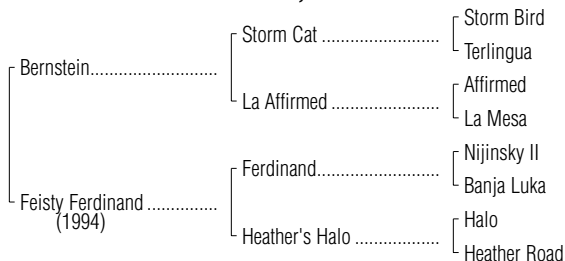 Storm Bird
Storm Cat ........................
Terlingua
Bernstein..........................
Affirmed
La Affirmed ......................
La Mesa
Nijinsky II
Ferdinand.........................
Banja Luka
Feisty Ferdinand ..............
(1994)
Halo
Heather's Halo .................
Heather Road